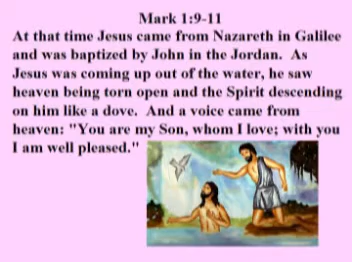 Mark 1:9-11
At that time Jesus came from Nazareth in Galilee
and was baptized by John in the Jordan.  As
Jesus was coming up out of the water, he saw
heaven being torn open and the Spirit descending
on him like a dove.  And a voice came from
heaven: "You are my Son, whom I love; with you
I am well pleased."